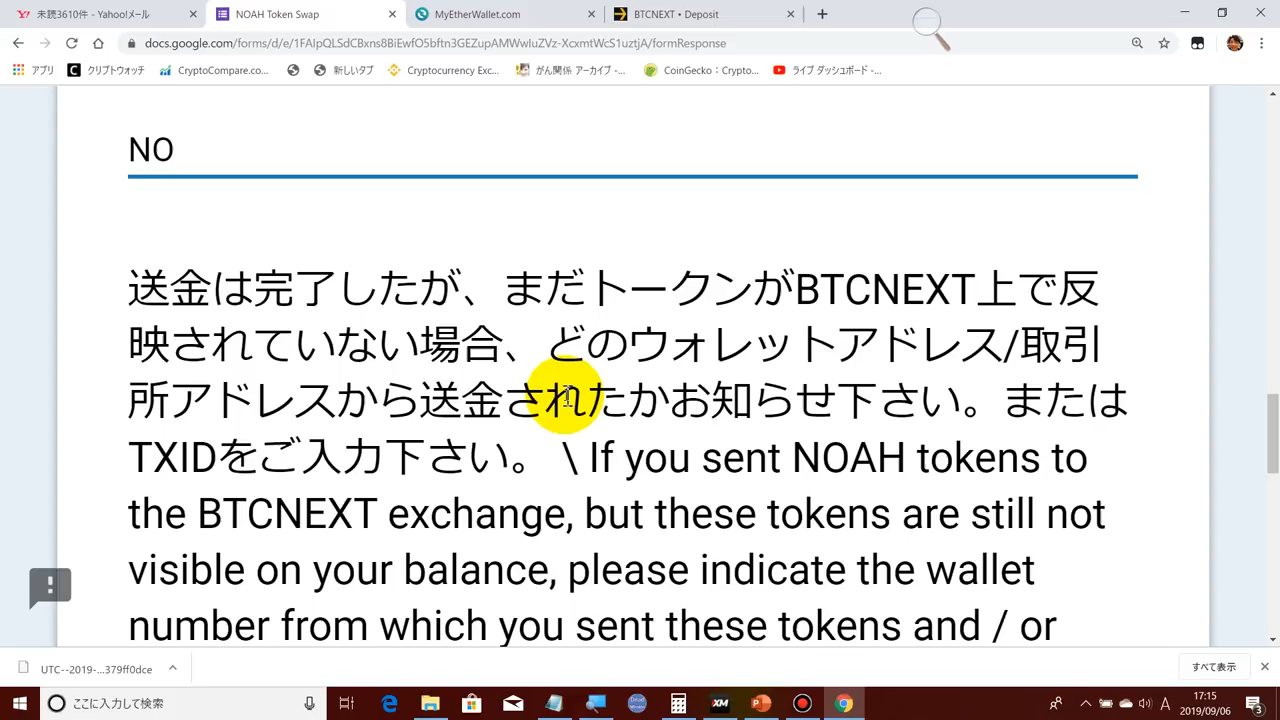 未読3610件 - Yahoo!メール
NOAH Token Swap
MyEtherWallet.com
BTCNEXT • Deposit
docs.google.com/forms/d/e/1FAIpQLSdCBxns8BiEwfO5bftn3GEZupAMWwIuZVz-XcxmtWcS1uztjA/formResponse
アプリ
クリプトウォッチ
CryptoCompare.co...
新しいタブ
Cryptocurrency Exc...
がん関係 アーカイブ -...
CoinGecko：Crypto...
ライブ ダッシュボード -...
NO
送金は完了したが、まだトークンがBTCNEXT上で反
映されていない場合、どのウォレットアドレス/取引
所アドレスから送金されたかお知らせ下さい。または
TXIDをご入力下さい。 \ If you sent NOAH tokens to
the BTCNEXT exchange, but these tokens are still not
visible on your balance, please indicate the wallet
number from which you sent these tokens and / or
UTC--2019-...379ff0dce
すべて表示
ここに入力して検索
XM
A
17:15
2019/09/06
3